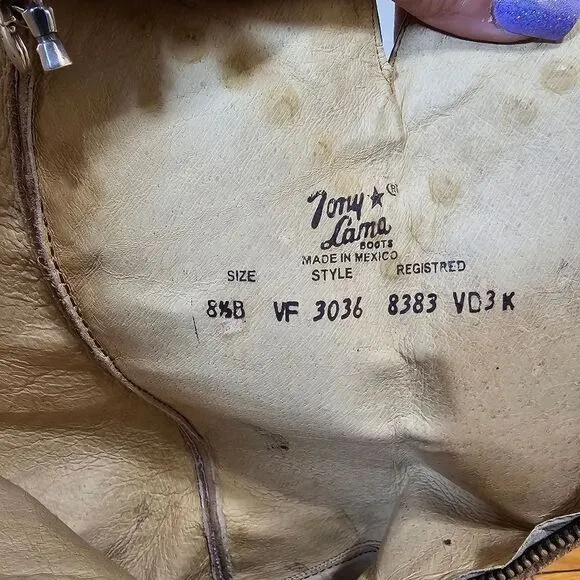 Tony ★ ®
Lama
BOOTS
MADE IN MEXICO
SIZE STYLE REGISTRED
8½B VF 3036 8383 VD3K